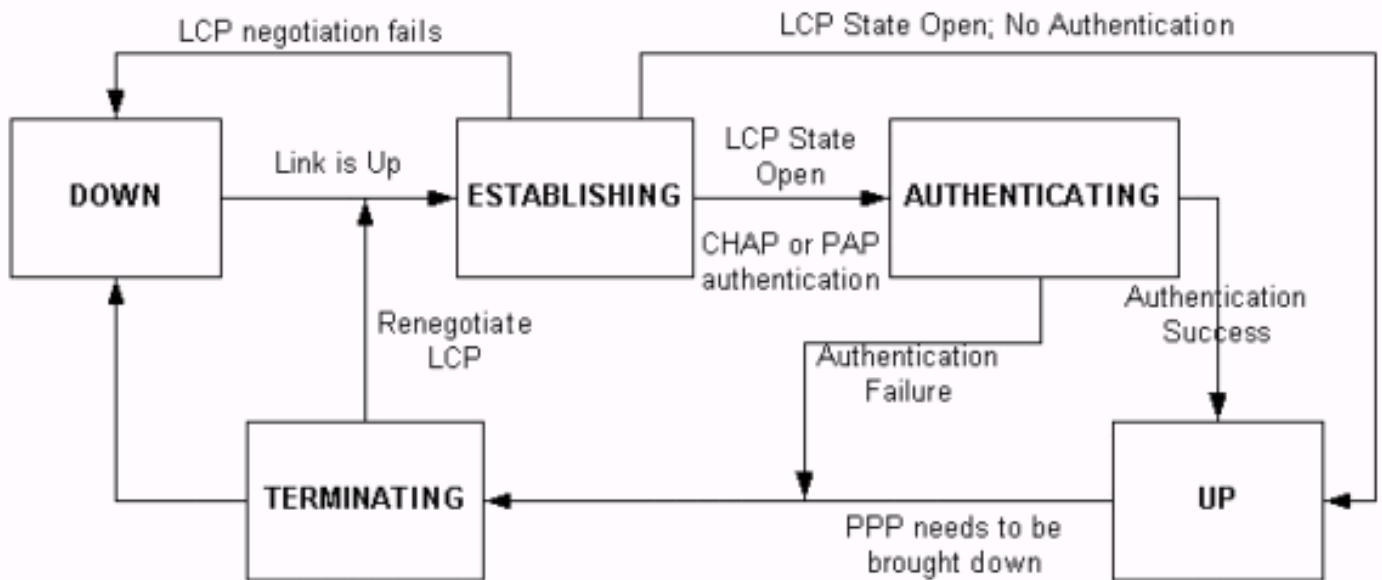 LCP negotiation fails
LCP State Open; No Authentication
DOWN
Link is Up
ESTABLISHING
LCP State
Open
CHAP or PAP
authentication
AUTHENTICATING
Renegotiate
LCP
Authentication
Failure
Authentication
Success
TERMINATING
PPP needs to be
brought down
UP